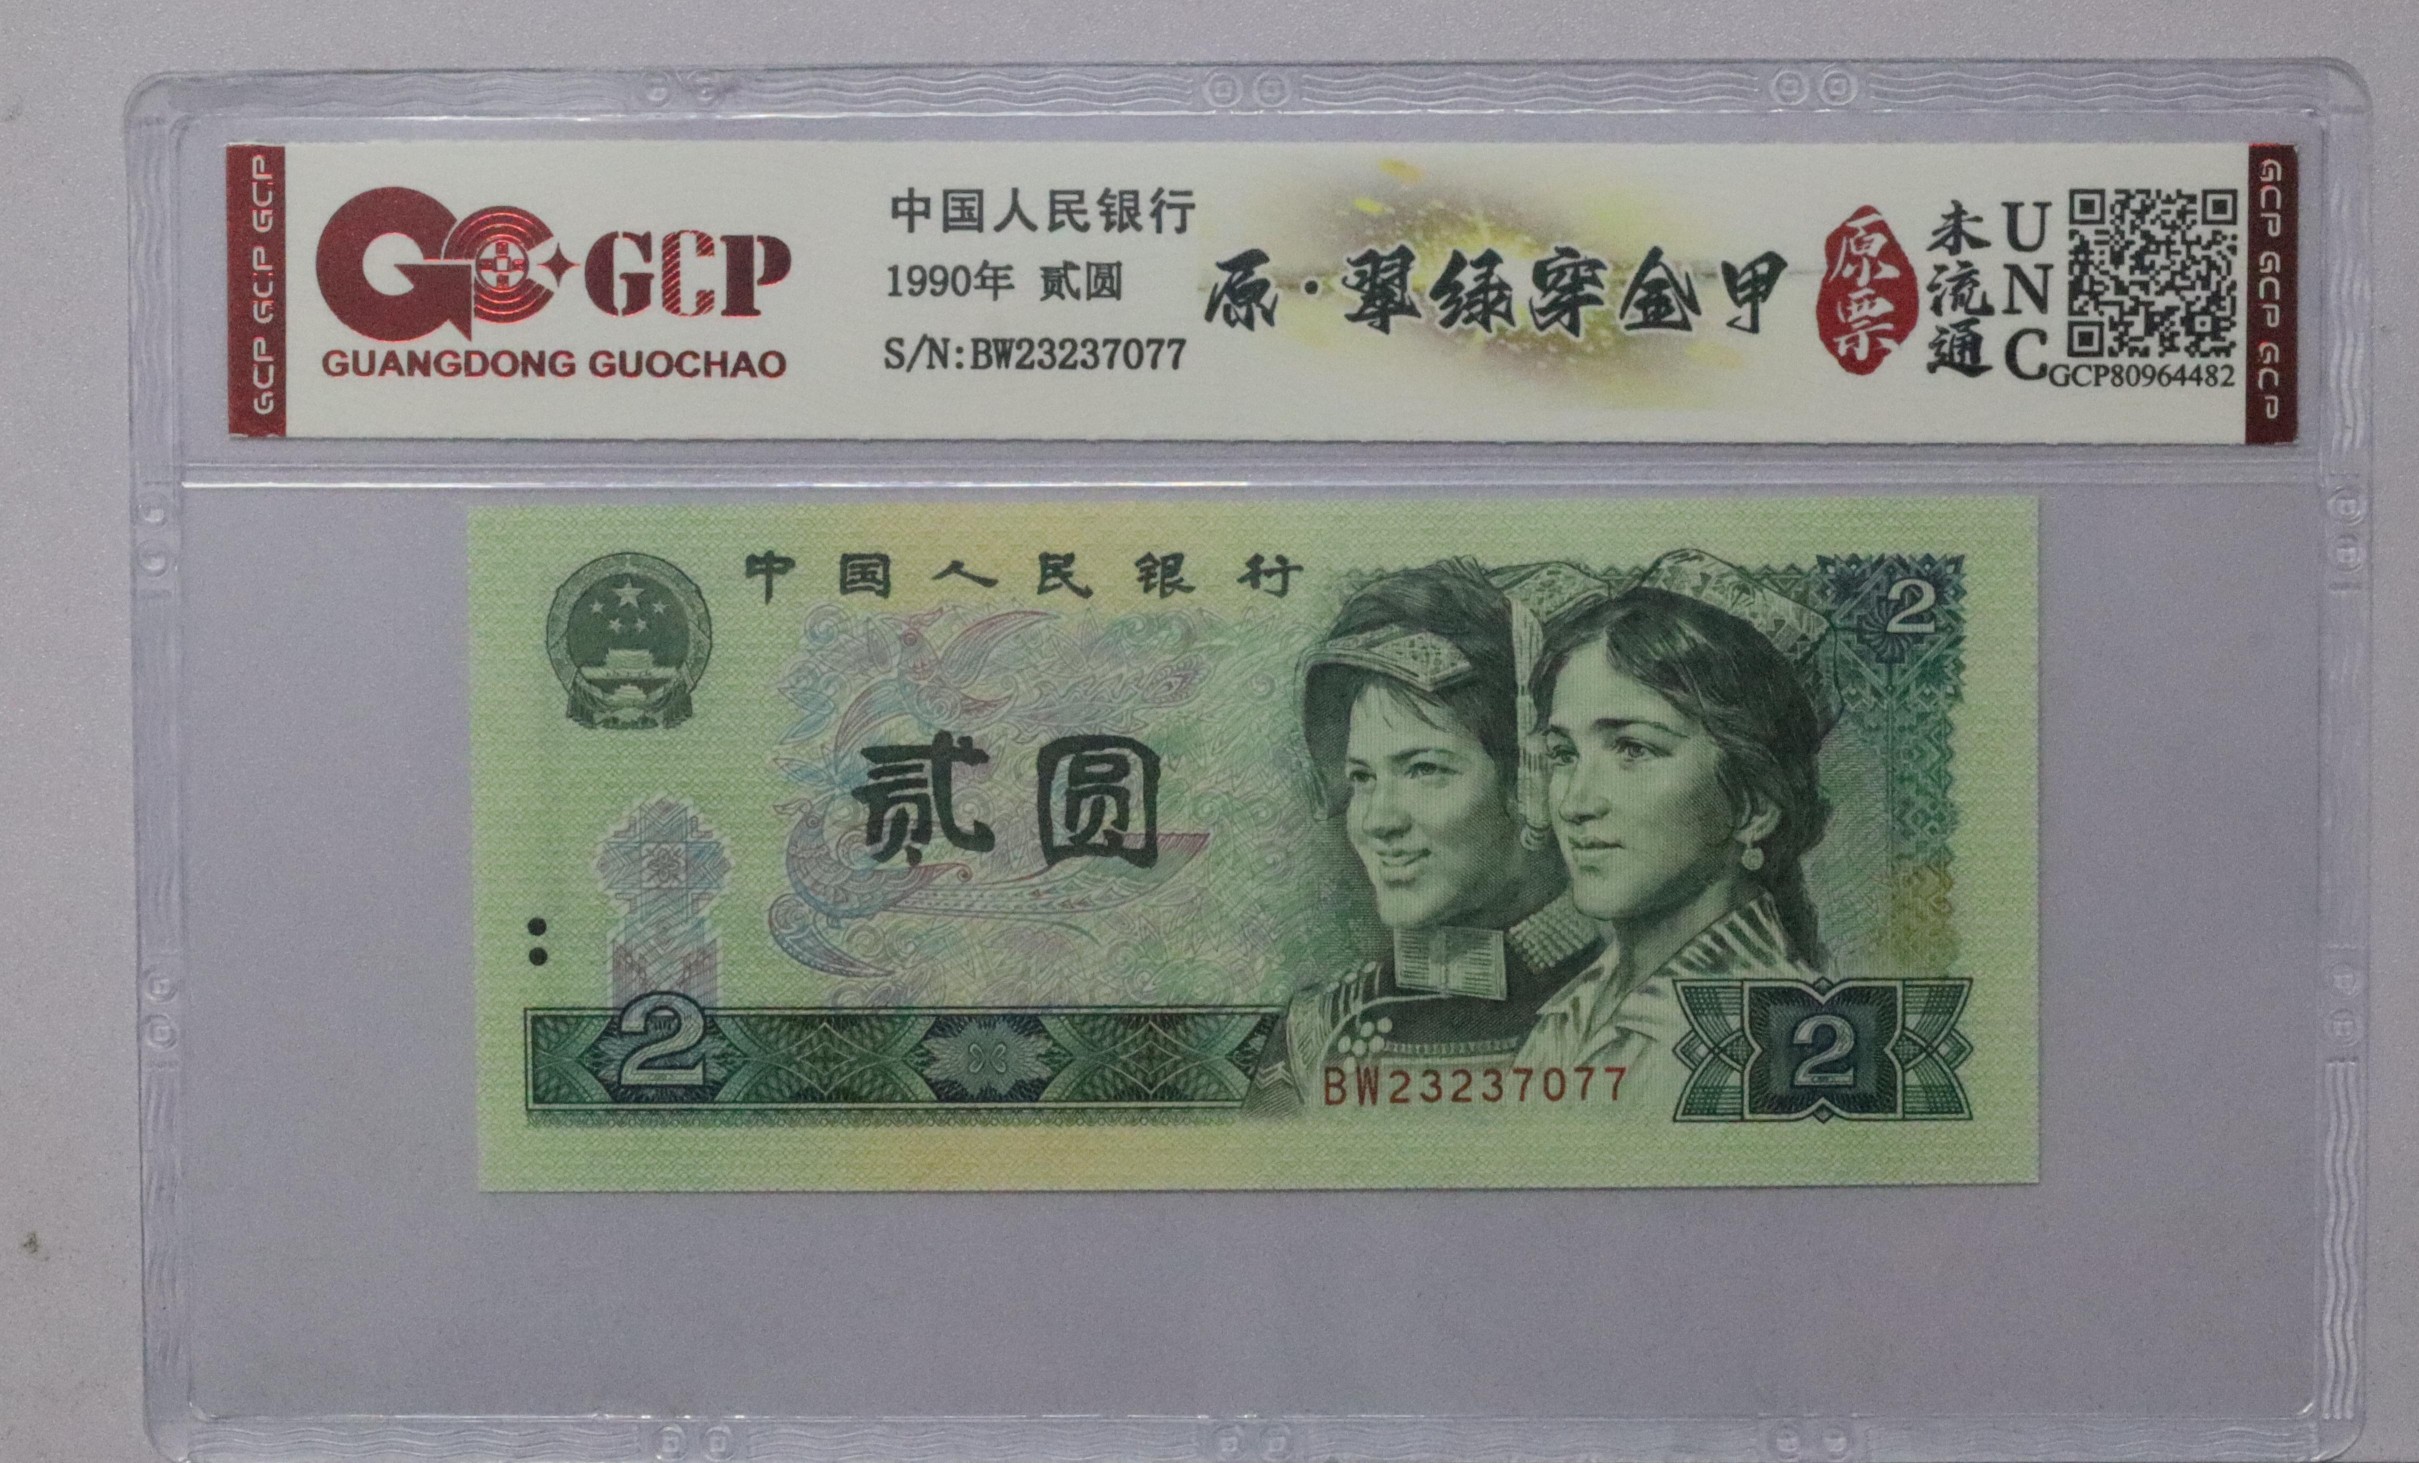 GCP GCP GCP
GCP
GUANGDONG GUOCHAO
中国人民银行
1990年 贰圆
S/N:BW23237077
原·翠绿穿金甲
原票
未流通
UNC
GCP80964482
GCP GCP GCP
中国人民银行
2
贰圆
2
BW23237077
2